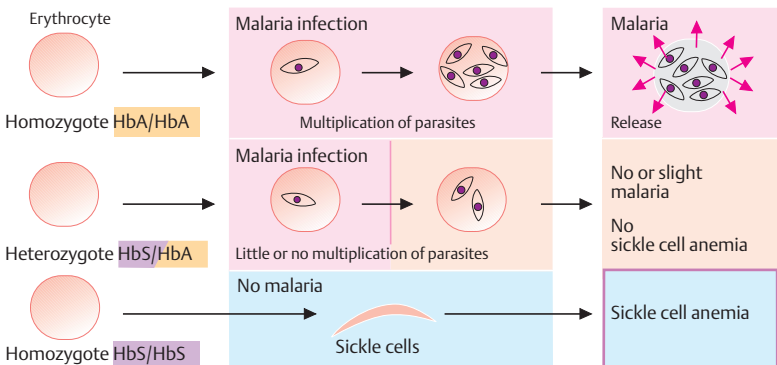 Erythrocyte
Malaria infection
Malaria
Homozygote HbA/HbA
Multiplication of parasites
Release
Malaria infection
No or slight
malaria
No
sickle cell anemia
Heterozygote HbS/HbA
Little or no multiplication of parasites
No malaria
Sickle cell anemia
Sickle cells
Homozygote HbS/HbS